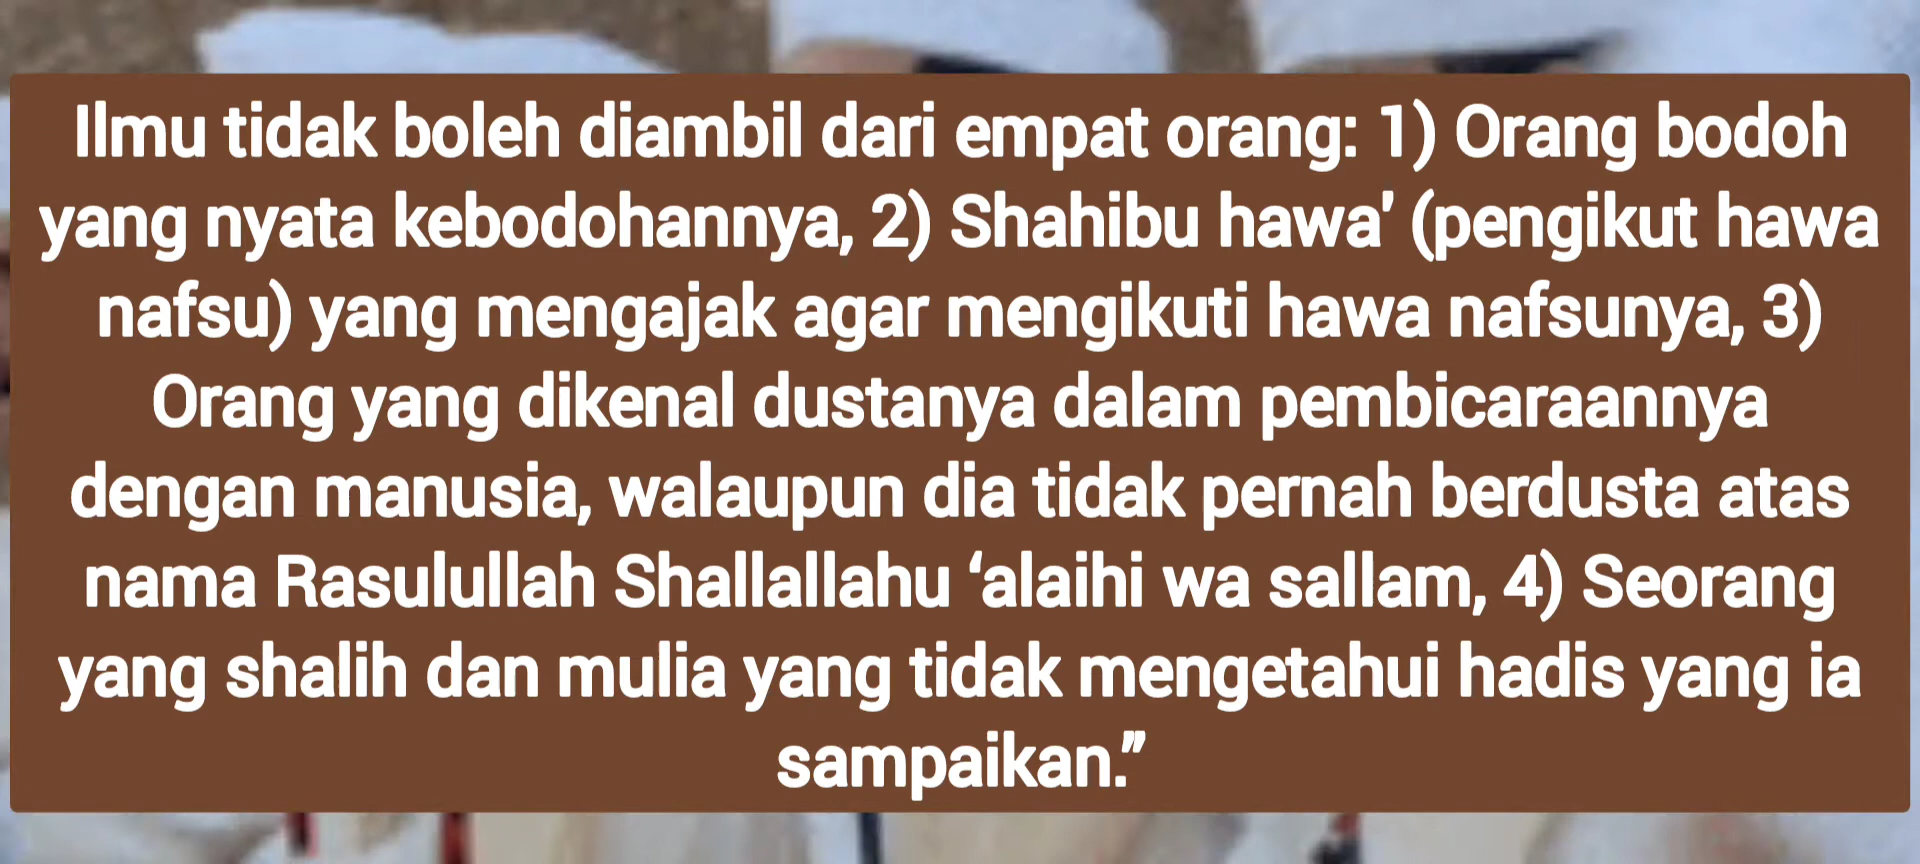 Ilmu tidak boleh diambil dari empat orang: 1) Orang bodoh
yang nyata kebodohannya, 2) Shahibu hawa’ (pengikut hawa
nafsu) yang mengajak agar mengikuti hawa nafsunya, 3)
Orang yang dikenal dustanya dalam pembicaraannya
dengan manusia, walaupun dia tidak pernah berdusta atas
nama Rasulullah Shallallahu ‘alaihi wa sallam, 4) Seorang
yang shalih dan mulia yang tidak mengetahui hadis yang ia
sampaikan.”